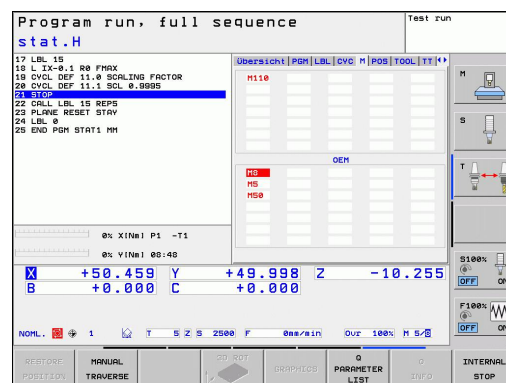 Program run, full sequence
Test run
stat.H
17 LBL 15
18 L IX-0.1 R0 FMAX
19 CYCL DEF 11.0 SCALING FACTOR
20 CYCL DEF 11.1 SCL 0.9995
21 STOP
22 CALL LBL 15 REP5
23 PLANE RESET STAY
24 LBL 0
25 END PGM STAT1 MM
Übersicht PGM LBL CYC M POS TOOL TT
M110
OEM
M8
M5
M50
M
S
T
0% X[Nm] P1 -T1
0% Y[Nm] 08:48
X +50.459 Y +49.998 Z -10.255
B +0.000 C +0.000
S100%
OFF ON
F100%
OFF ON
NOML. 1 T 5 Z S 2500 F 0mm/min Ovr 100% M 5/8
RESTORE POSITION
MANUAL TRAVERSE
3D ROT
GRAPHICS
Q PARAMETER LIST
Q INFO
INTERNAL STOP